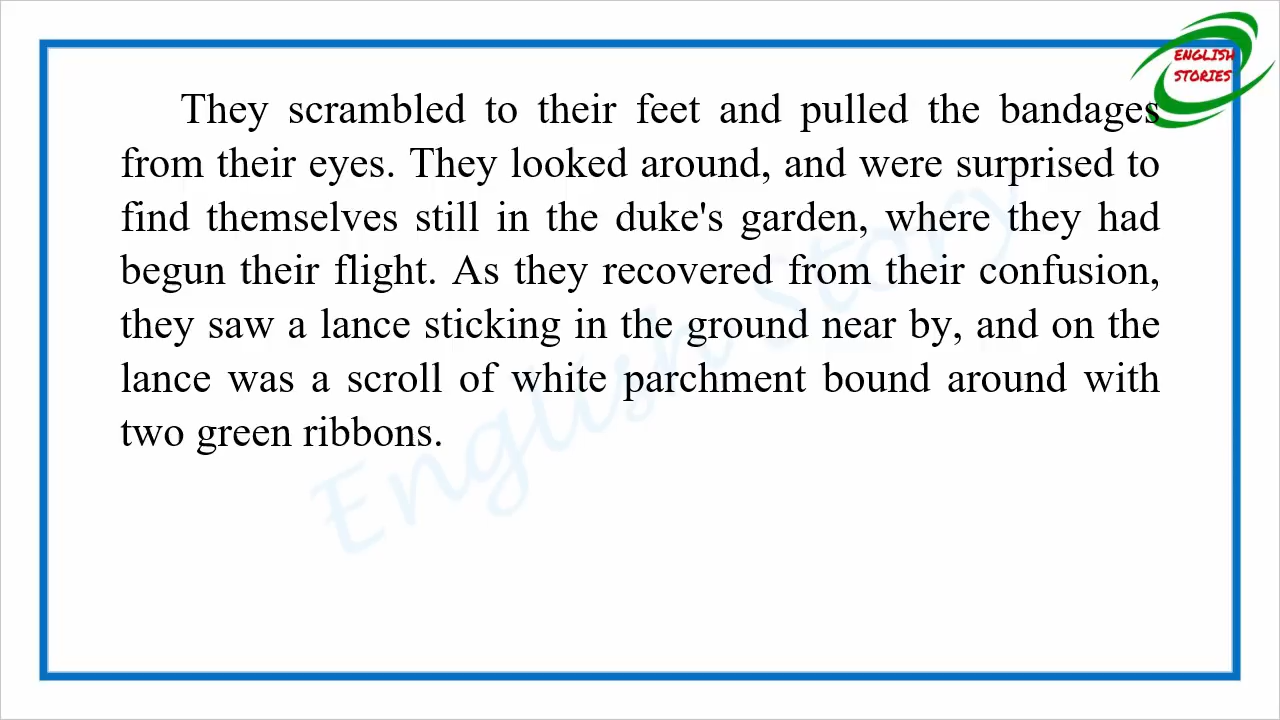 ENGLISH
STORIES
They scrambled to their feet and pulled the bandages
from their eyes. They looked around, and were surprised to
find themselves still in the duke's garden, where they had
begun their flight. As they recovered from their confusion,
they saw a lance sticking in the ground near by, and on the
lance was a scroll of white parchment bound around with
two green ribbons.
English Story